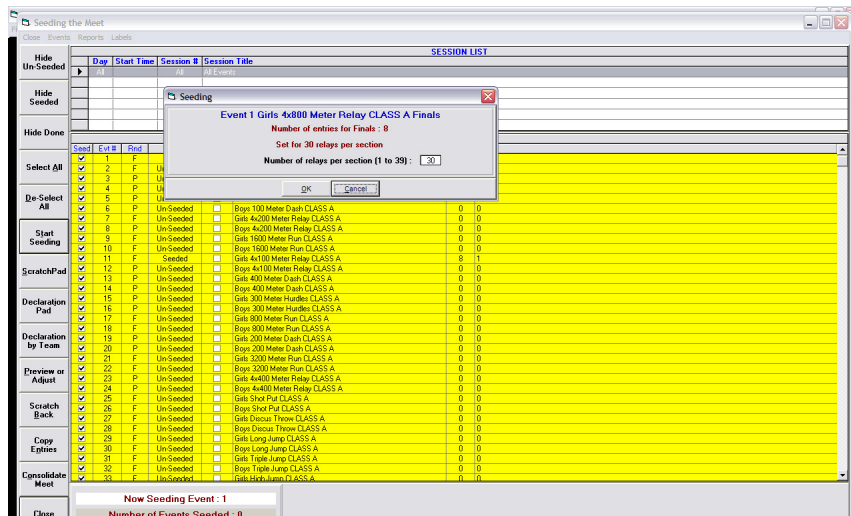 Seeding the Meet
Close Events Reports Labels
Hide Un-Seeded
Hide Seeded
Hide Done
Select All
De-Select All
Start Seeding
ScratchPad
Declaration Pad
Declaration by Team
Preview or Adjust
Scratch Back
Copy Entries
Consolidate Meet
Close
SESSION LIST
Day Start Time Session # Session Title
All All All Events
Seeding
Event 1 Girls 4x800 Meter Relay CLASS A Finals
Number of entries for Finals : 8
Set for 30 relays per section
Number of relays per section (1 to 39) : 30
OK Cancel
Seed Evt # Rnd
1 F
2 F Un
3 P Un
4 P Un
5 P Un
6 P Un-Seeded Boys 100 Meter Dash CLASS A 0 0
7 F Un-Seeded Girls 4x200 Meter Relay CLASS A 0 0
8 P Un-Seeded Boys 4x200 Meter Relay CLASS A 0 0
9 F Un-Seeded Girls 1600 Meter Run CLASS A 0 0
10 F Un-Seeded Boys 1600 Meter Run CLASS A 0 0
11 F Seeded Girls 4x100 Meter Relay CLASS A 8 1
12 P Un-Seeded Boys 4x100 Meter Relay CLASS A 0 0
13 P Un-Seeded Girls 400 Meter Dash CLASS A 0 0
14 P Un-Seeded Boys 400 Meter Dash CLASS A 0 0
15 P Un-Seeded Girls 300 Meter Hurdles CLASS A 0 0
16 P Un-Seeded Boys 300 Meter Hurdles CLASS A 0 0
17 F Un-Seeded Girls 800 Meter Run CLASS A 0 0
18 F Un-Seeded Boys 800 Meter Run CLASS A 0 0
19 P Un-Seeded Girls 200 Meter Dash CLASS A 0 0
20 P Un-Seeded Boys 200 Meter Dash CLASS A 0 0
21 F Un-Seeded Girls 3200 Meter Run CLASS A 0 0
22 F Un-Seeded Boys 3200 Meter Run CLASS A 0 0
23 P Un-Seeded Girls 4x400 Meter Relay CLASS A 0 0
24 P Un-Seeded Boys 4x400 Meter Relay CLASS A 0 0
25 F Un-Seeded Girls Shot Put CLASS A 0 0
26 F Un-Seeded Boys Shot Put CLASS A 0 0
27 F Un-Seeded Girls Discus Throw CLASS A 0 0
28 F Un-Seeded Boys Discus Throw CLASS A 0 0
29 F Un-Seeded Girls Long Jump CLASS A 0 0
30 F Un-Seeded Boys Long Jump CLASS A 0 0
31 F Un-Seeded Girls Triple Jump CLASS A 0 0
32 F Un-Seeded Boys Triple Jump CLASS A 0 0
33 F Un-Seeded Girls High Jump CLASS A 0 0
Now Seeding Event : 1
Number of Events Seeded : 0